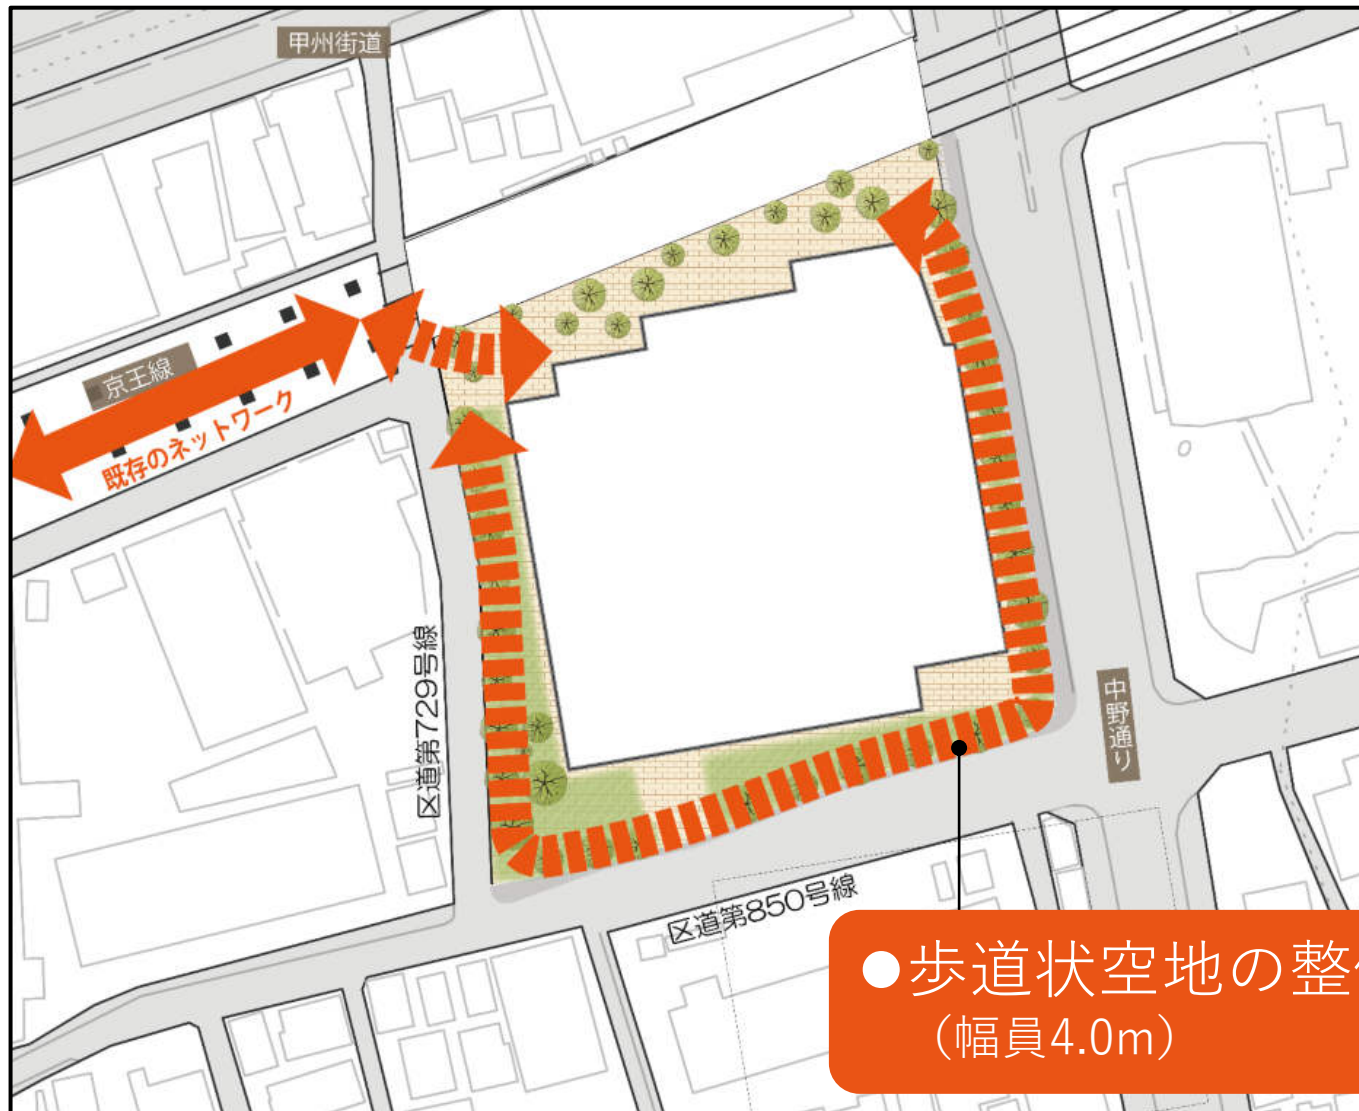 甲州街道
京王線
既存のネットワーク
区道第729号線
中野通り
区道第850号線
●歩道状空地の整
（幅員4.0m）